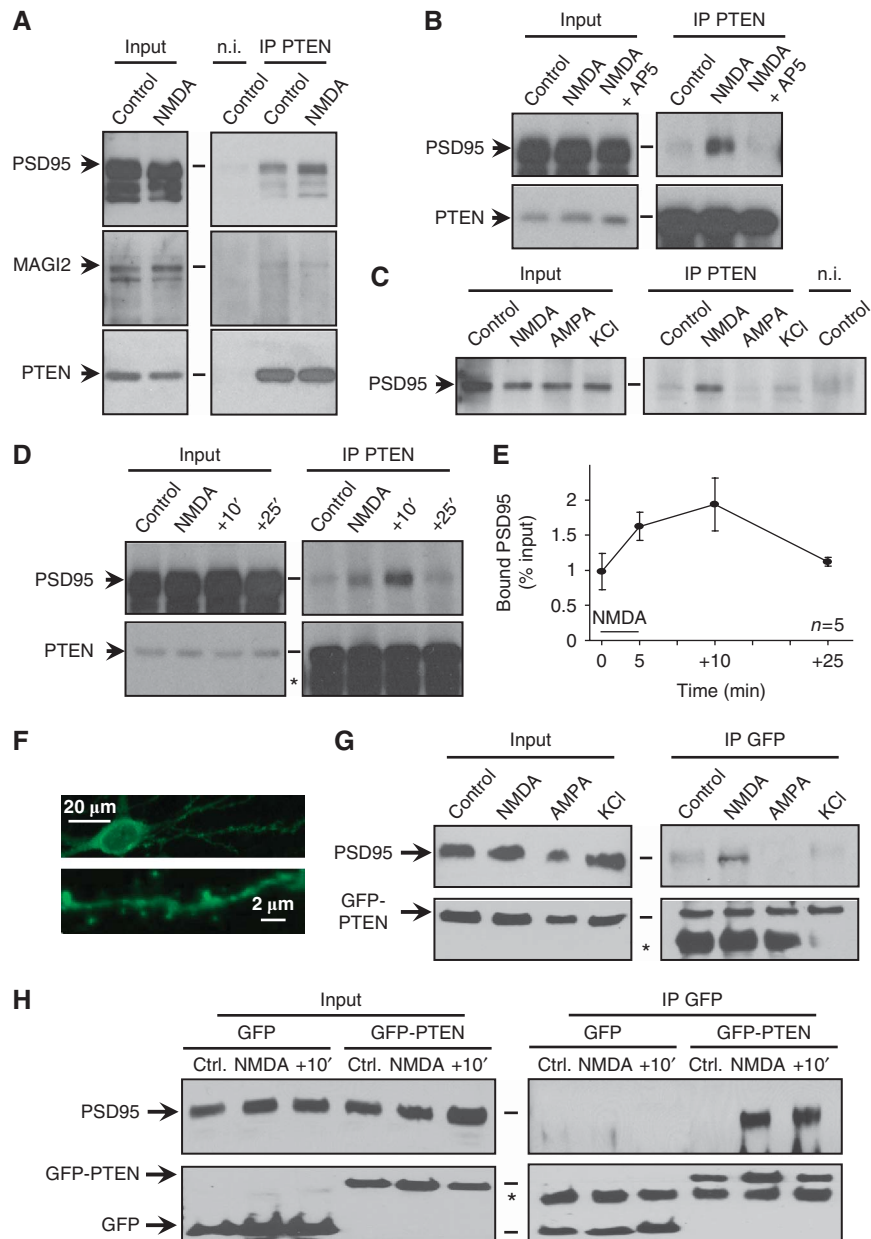 A
Input
n.i.
IP PTEN
Control
NMDA
Control
Control
NMDA
PSD95
MAGI2
PTEN
B
Input
IP PTEN
Control
NMDA
NMDA
+ AP5
Control
NMDA
NMDA
+ AP5
PSD95
PTEN
C
Input
IP PTEN
n.i.
Control
NMDA
AMPA
KCl
Control
NMDA
AMPA
KCl
Control
PSD95
D
Input
IP PTEN
Control
NMDA
+10′
+25′
Control
NMDA
+10′
+25′
PSD95
PTEN
*
E
Bound PSD95
(% input)
2
1.5
1
0.5
0
NMDA
n=5
0
5
+10
+25
Time (min)
F
20 μm
2 μm
G
Input
IP GFP
Control
NMDA
AMPA
KCl
Control
NMDA
AMPA
KCl
PSD95
GFP-
PTEN
*
H
Input
IP GFP
GFP
GFP-PTEN
GFP
GFP-PTEN
Ctrl. NMDA +10′
Ctrl. NMDA +10′
Ctrl. NMDA +10′
Ctrl. NMDA +10′
PSD95
GFP-PTEN
*
GFP